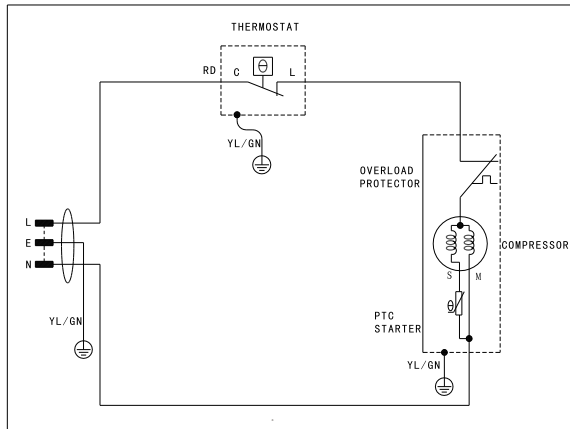 THERMOSTAT
RD C θ L
YL/GN
OVERLOAD
PROTECTOR
L
E
N
COMPRESSOR
S M
θ
PTC
STARTER
YL/GN
YL/GN